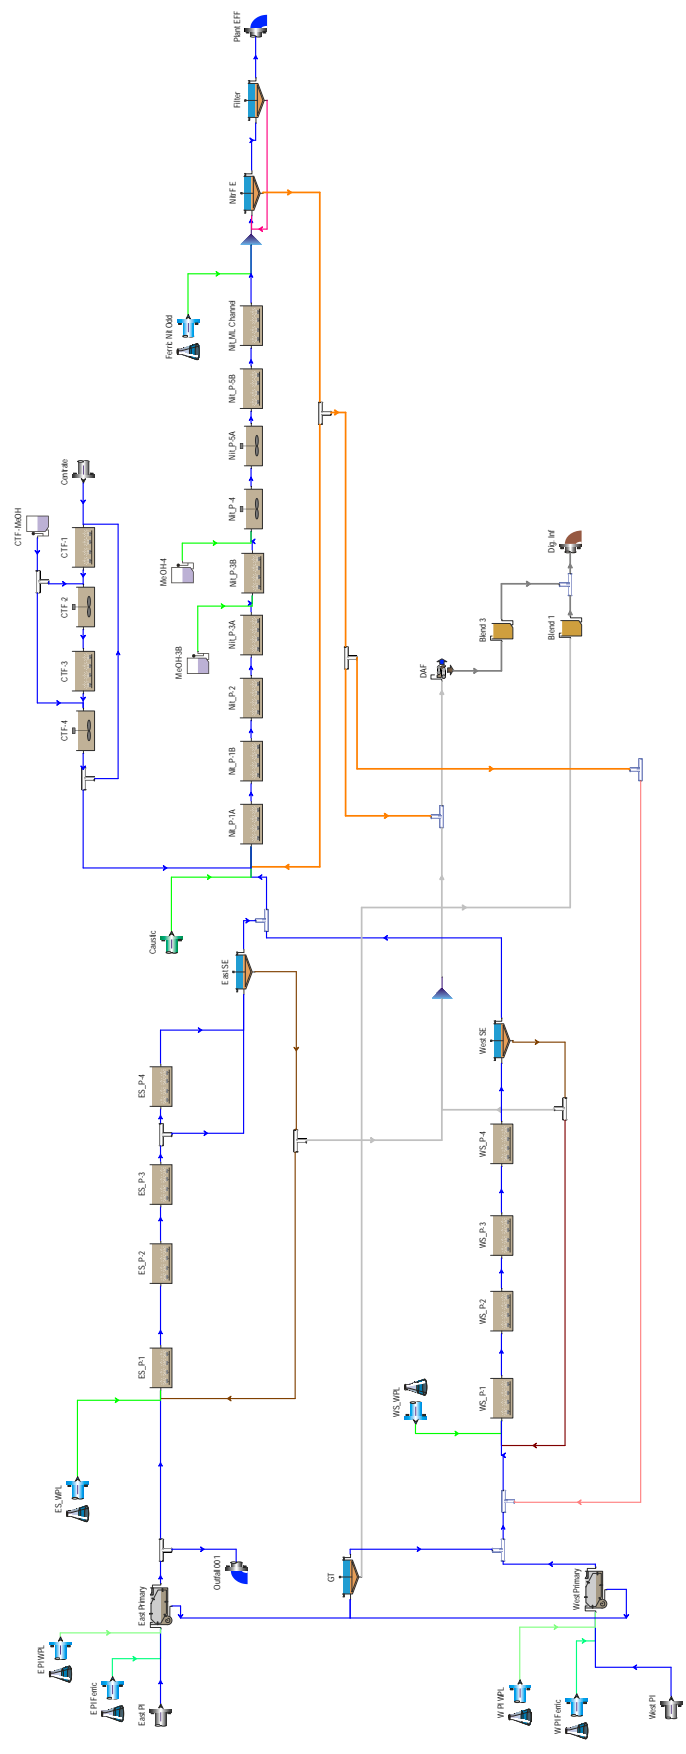 Plant EFF
Filter
Nitr F E
Ferric Nit Odd
Nit_ML Channel
Nit_P-5B
Nit_P-5A
Nit_P-4
MeOH-4
Nit_P-3B
MeOH-3B
Nit_P-3A
Nit_P-2
Nit_P-1B
Nit_P-1A
Centrate
CTF-MeOH
CTF-1
CTF-2
CTF-3
CTF-4
Caustic
Dig. Inf
Blend 3
Blend 1
DAF
East SE
West SE
ES_P-4
ES_P-3
ES_P-2
ES_P-1
ES_WPL
WS_P-4
WS_P-3
WS_P-2
WS_P-1
WS_WPL
Outfall 001
GT
East Primary
West Primary
E PI WPL
E PI Ferric
East PI
W PI WPL
W PI Ferric
West PI